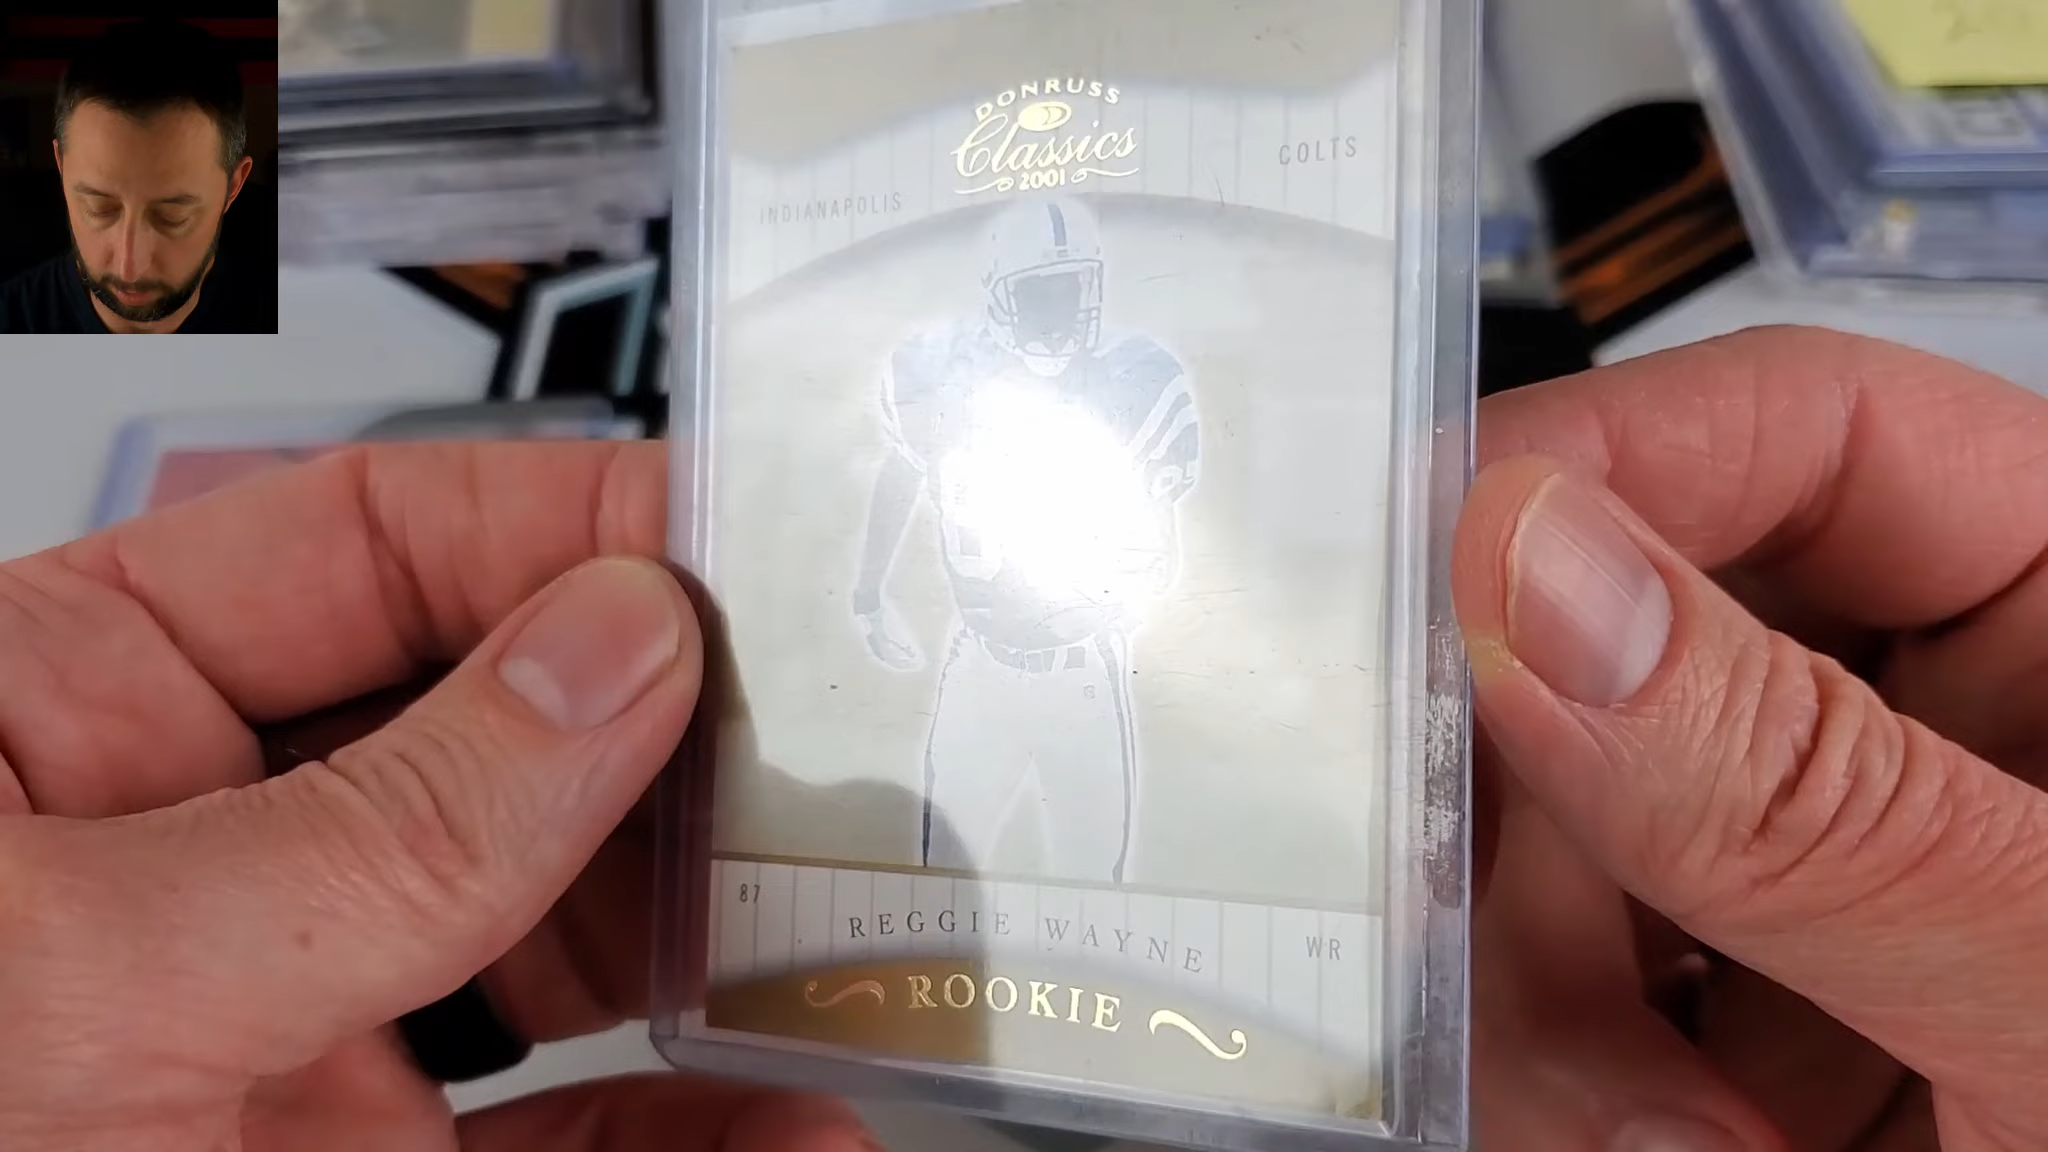 DONRUSS
Classics
2001
INDIANAPOLIS
COLTS
87
REGGIE WAYNE
WR
ROOKIE